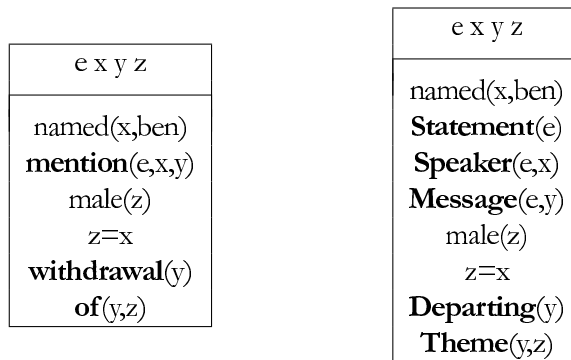 e x y z
named(x,ben)
mention(e,x,y)
male(z)
z=x
withdrawal(y)
of(y,z)
e x y z
named(x,ben)
Statement(e)
Speaker(e,x)
Message(e,y)
male(z)
z=x
Departing(y)
Theme(y,z)